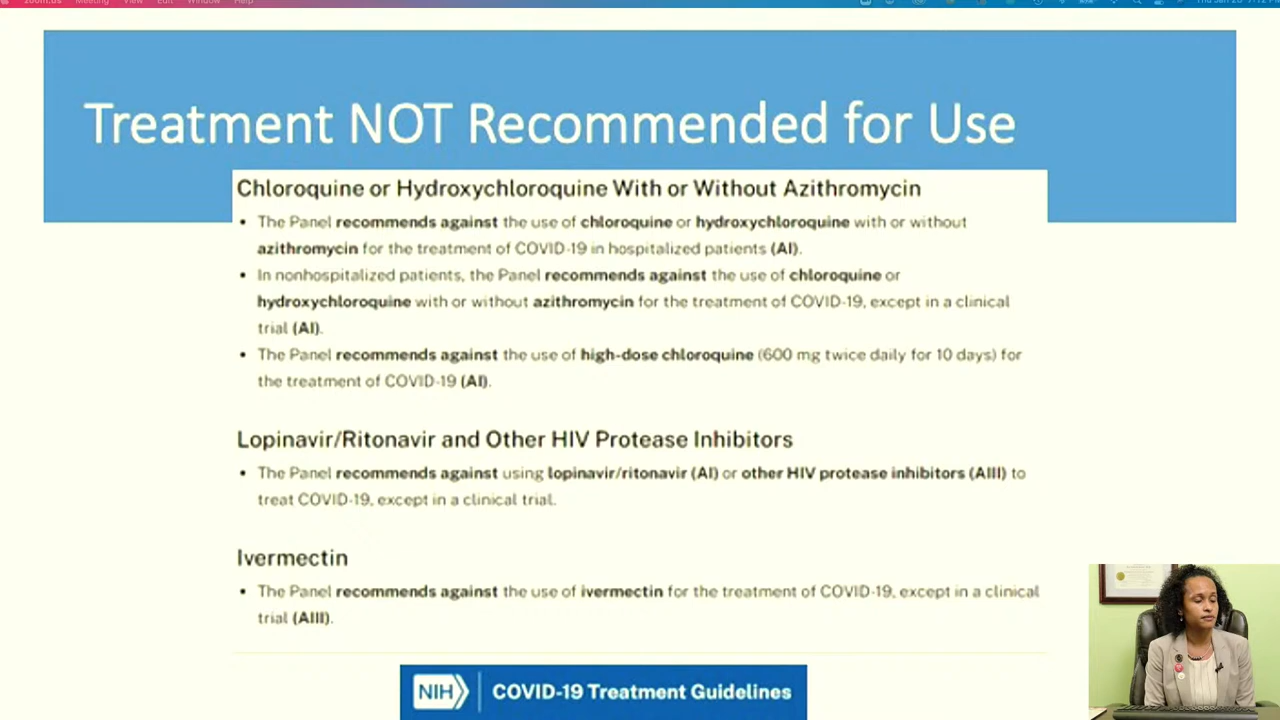 zoom.us Meeting View Edit Window Help
Treatment NOT Recommended for Use
Chloroquine or Hydroxychloroquine With or Without Azithromycin
• The Panel recommends against the use of chloroquine or hydroxychloroquine with or without
azithromycin for the treatment of COVID-19 in hospitalized patients (AI).
• In nonhospitalized patients, the Panel recommends against the use of chloroquine or
hydroxychloroquine with or without azithromycin for the treatment of COVID-19, except in a clinical
trial (AI).
• The Panel recommends against the use of high-dose chloroquine (600 mg twice daily for 10 days) for
the treatment of COVID-19 (AI).
Lopinavir/Ritonavir and Other HIV Protease Inhibitors
• The Panel recommends against using lopinavir/ritonavir (AI) or other HIV protease inhibitors (AIII) to
treat COVID-19, except in a clinical trial.
Ivermectin
• The Panel recommends against the use of ivermectin for the treatment of COVID-19, except in a clinical
trial (AIII).
NIH COVID-19 Treatment Guidelines